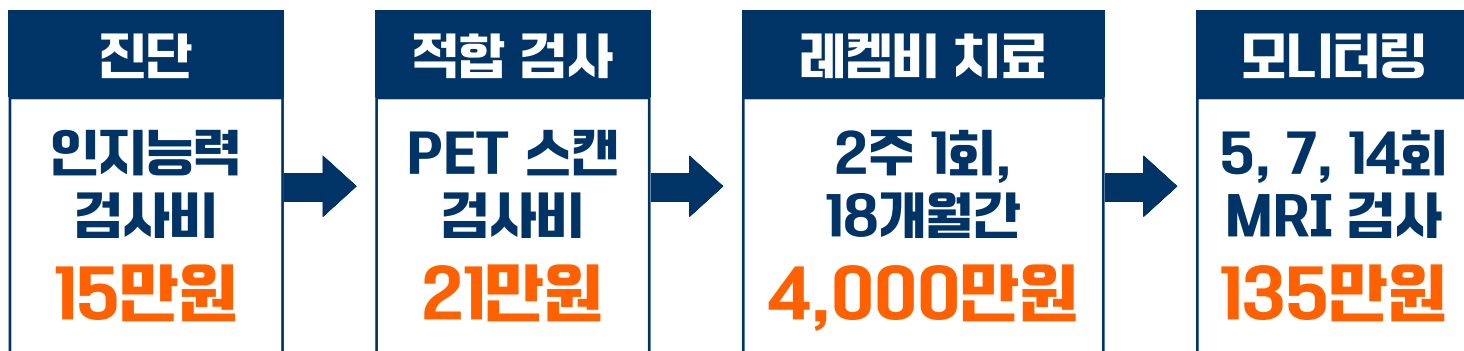 진단
인지능력
검사비
15만원
적합 검사
PET 스캔
검사비
21만원
레켐비 치료
2주 1회,
18개월간
4,000만원
모니터링
5, 7, 14회
MRI 검사
135만원